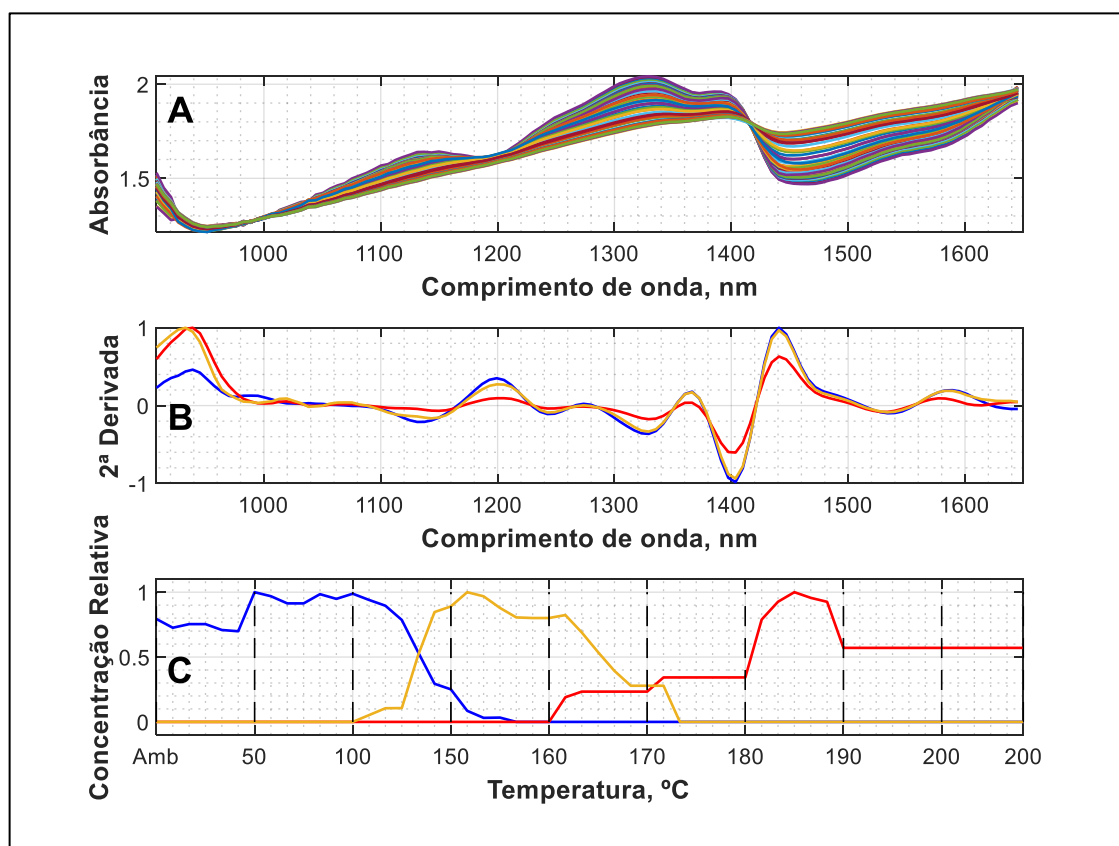 A
Absorbância
2
1.5
1000 1100 1200 1300 1400 1500 1600
Comprimento de onda, nm
B
2ª Derivada
1
0
-1
1000 1100 1200 1300 1400 1500 1600
Comprimento de onda, nm
C
Concentração Relativa
1
0.5
0
Amb 50 100 150 160 170 180 190 200 200
Temperatura, ºC